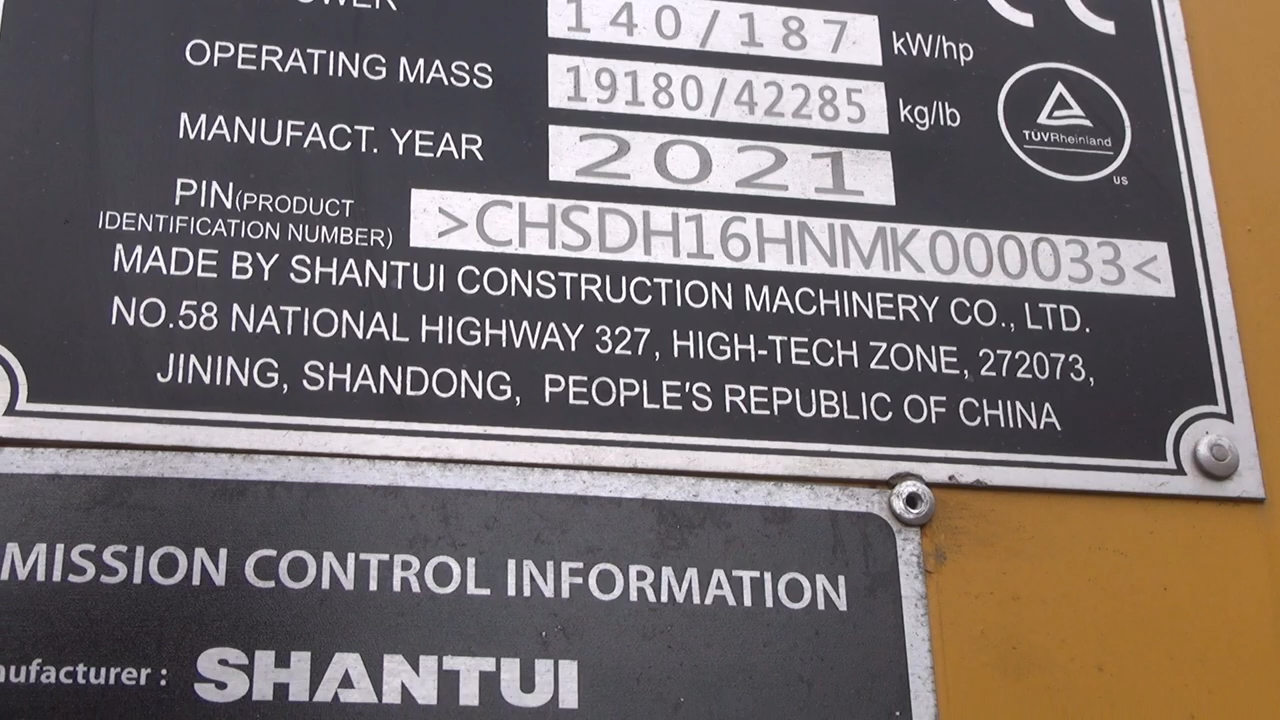 140/187 kW/hp
OPERATING MASS 19180/42285 kg/lb
MANUFACT. YEAR 2021
TÜVRheinland
US
PIN(PRODUCT
IDENTIFICATION NUMBER) >CHSDH16HNMK000033<
MADE BY SHANTUI CONSTRUCTION MACHINERY CO., LTD.
NO.58 NATIONAL HIGHWAY 327, HIGH-TECH ZONE, 272073,
JINING, SHANDONG, PEOPLE'S REPUBLIC OF CHINA
MISSION CONTROL INFORMATION
nufacturer : SHANTUI